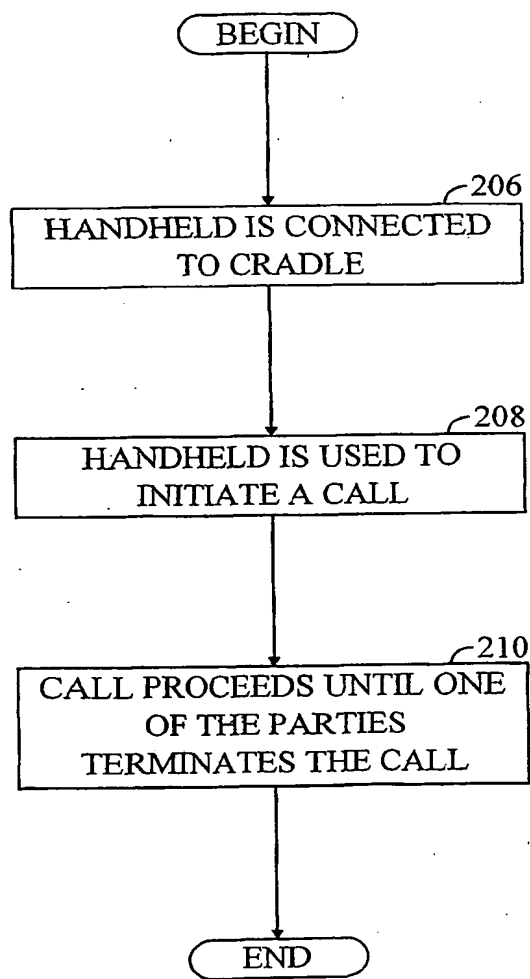 BEGIN
206
HANDHELD IS CONNECTED
TO CRADLE
208
HANDHELD IS USED TO
INITIATE A CALL
210
CALL PROCEEDS UNTIL ONE
OF THE PARTIES
TERMINATES THE CALL
END